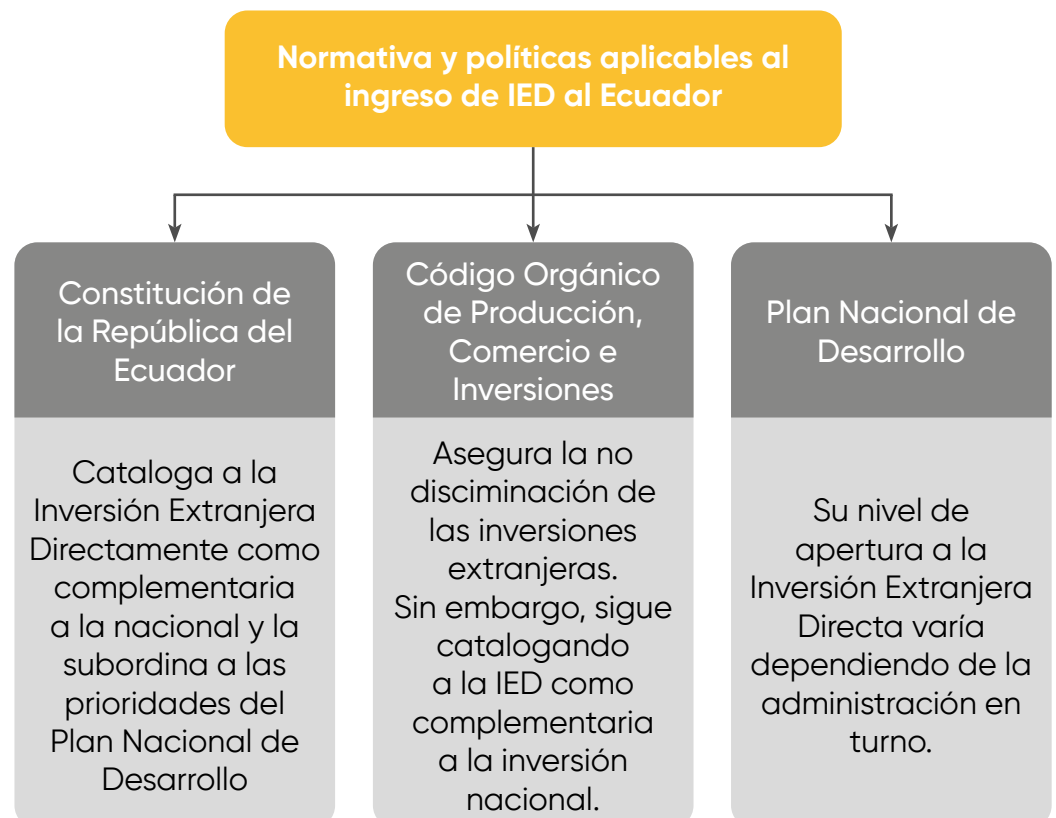 Normativa y políticas aplicables al
ingreso de IED al Ecuador
Constitución de
la República del
Ecuador
Cataloga a la
Inversión Extranjera
Directamente como
complementaria
a la nacional y la
subordina a las
prioridades del
Plan Nacional de
Desarrollo
Código Orgánico
de Producción,
Comercio e
Inversiones
Asegura la no
disciminación de
las inversiones
extranjeras.
Sin embargo, sigue
catalogando
a la IED como
complementaria
a la inversión
nacional.
Plan Nacional de
Desarrollo
Su nivel de
apertura a la
Inversión Extranjera
Directa varía
dependiendo de la
administración en
turno.